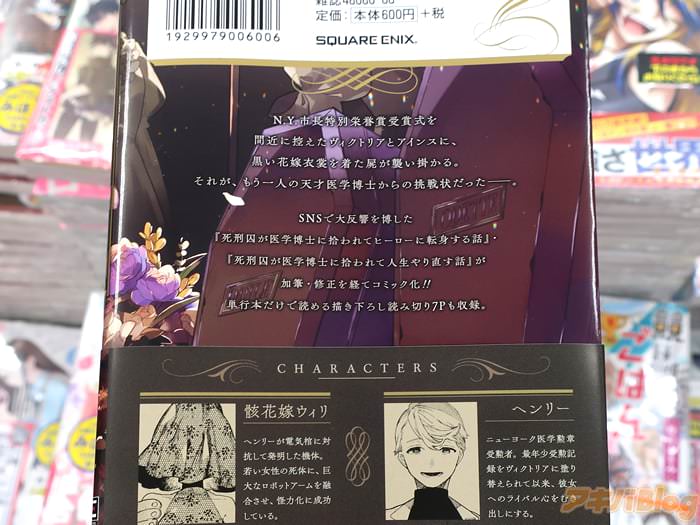 雑誌
定価:本体600円 +税
1929979006006
SQUARE ENIX.
N.Y.市長特別栄誉賞受賞式を
間近に控えたヴィクトリアとアインスに、
黒い花嫁衣裳を着た屍が襲い掛かる。
それが、もう一人の天才医学博士からの挑戦状だった――。
SNSで大反響を博した
『死刑囚が医学博士に拾われてヒーローに転身する話』・
『死刑囚が医学博士に拾われて人生やり直す話』が
加筆・修正を経てコミック化!!
単行本だけで読める描き下ろし読み切り7Pも収録。
CHARACTERS
骸花嫁ウィリ
ヘンリーが電気棺に対
抗して発明した機体。
若い女性の死体に、巨
大なロボットアームを融
合させ、怪力化に成功
している。
ヘンリー
ニューヨーク医学勲章
受勲者。最年少受勲記
録をヴィクトリアに塗り
替えられて以来、彼女
へのライバル心をむき
出しにする。
アキバBlog